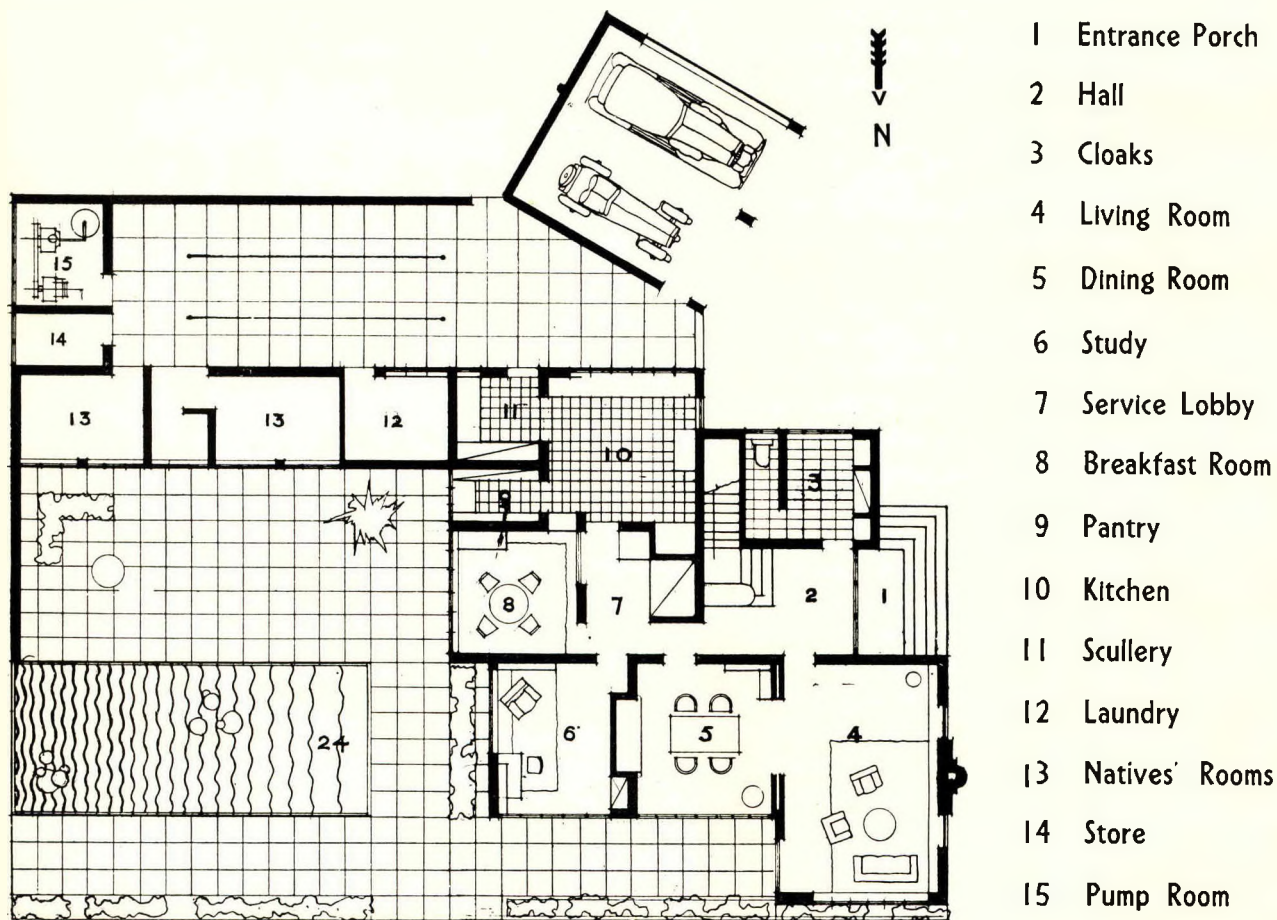 N
1 Entrance Porch
2 Hall
3 Cloaks
4 Living Room
5 Dining Room
6 Study
7 Service Lobby
8 Breakfast Room
9 Pantry
10 Kitchen
11 Scullery
12 Laundry
13 Natives' Rooms
14 Store
15 Pump Room
15
14
13
13
12
11
10
9
3
8
7
2
1
24
6
5
4